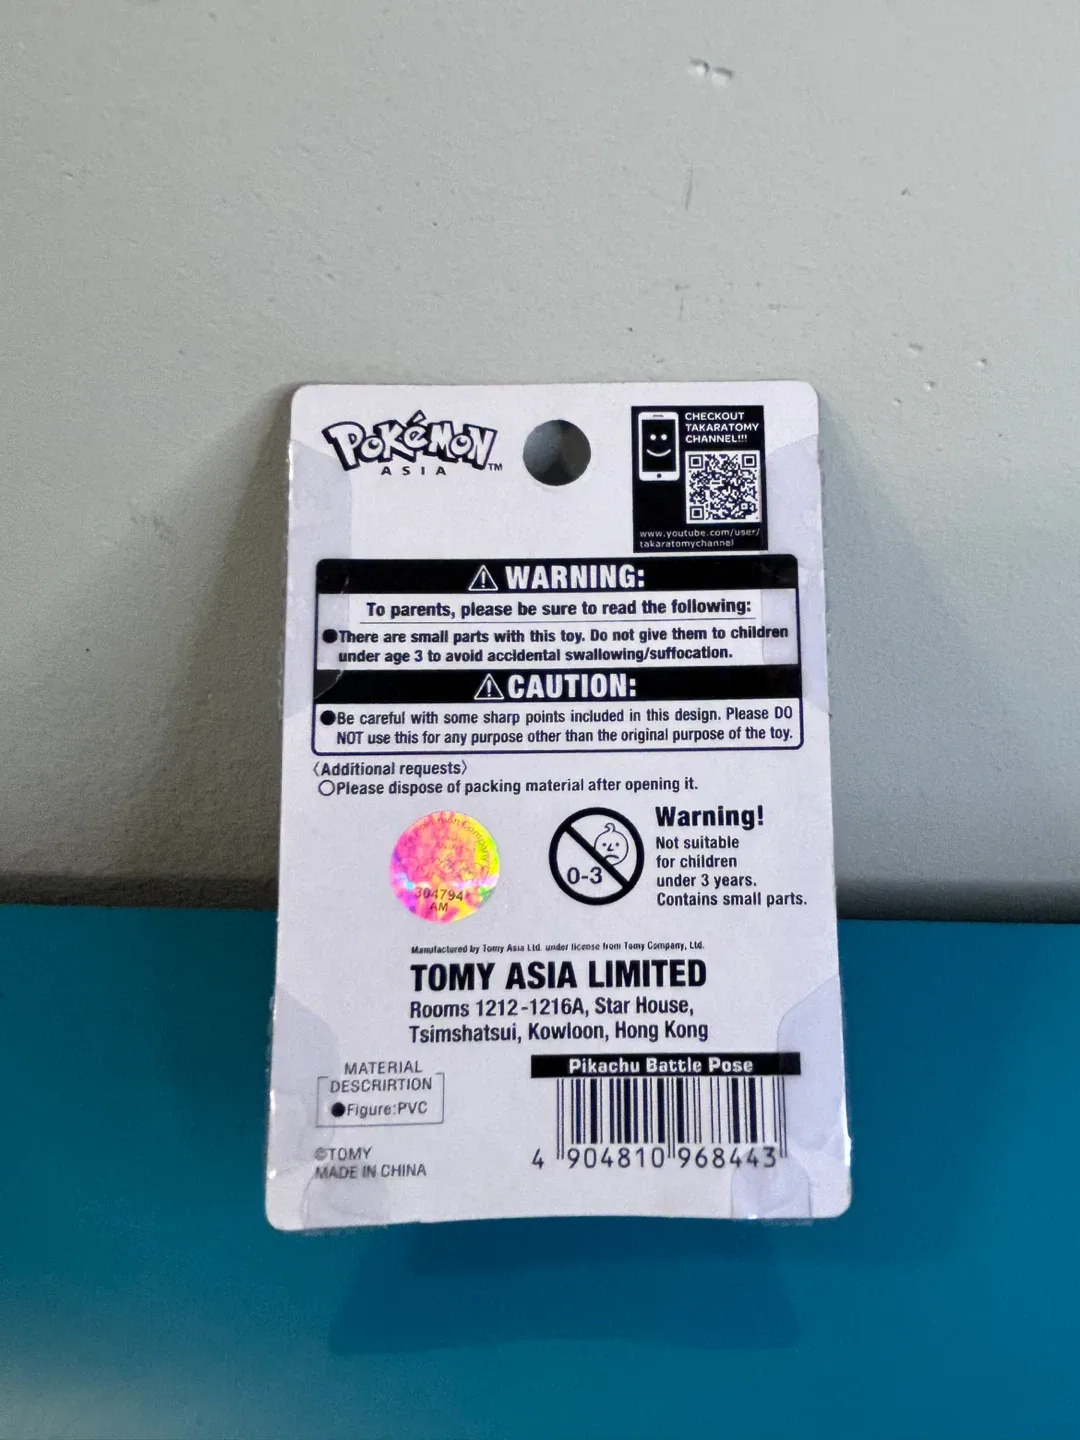 POKéMON™
ASIA
CHECKOUT
TAKARATOMY
CHANNEL!!!
www.youtube.com/user/
takaratomychannel
WARNING:
To parents, please be sure to read the following:
●There are small parts with this toy. Do not give them to children
under age 3 to avoid accidental swallowing/suffocation.
CAUTION:
●Be careful with some sharp points included in this design. Please DO
NOT use this for any purpose other than the original purpose of the toy.
〈Additional requests〉
○Please dispose of packing material after opening it.
304794
AM
0-3
Warning!
Not suitable
for children
under 3 years.
Contains small parts.
Manufactured by Tomy Asia Ltd. under license from Tomy Company, Ltd.
TOMY ASIA LIMITED
Rooms 1212-1216A, Star House,
Tsimshatsui, Kowloon, Hong Kong
MATERIAL
DESCRIRTION
●Figure:PVC
©TOMY
MADE IN CHINA
Pikachu Battle Pose
4 904810 968443